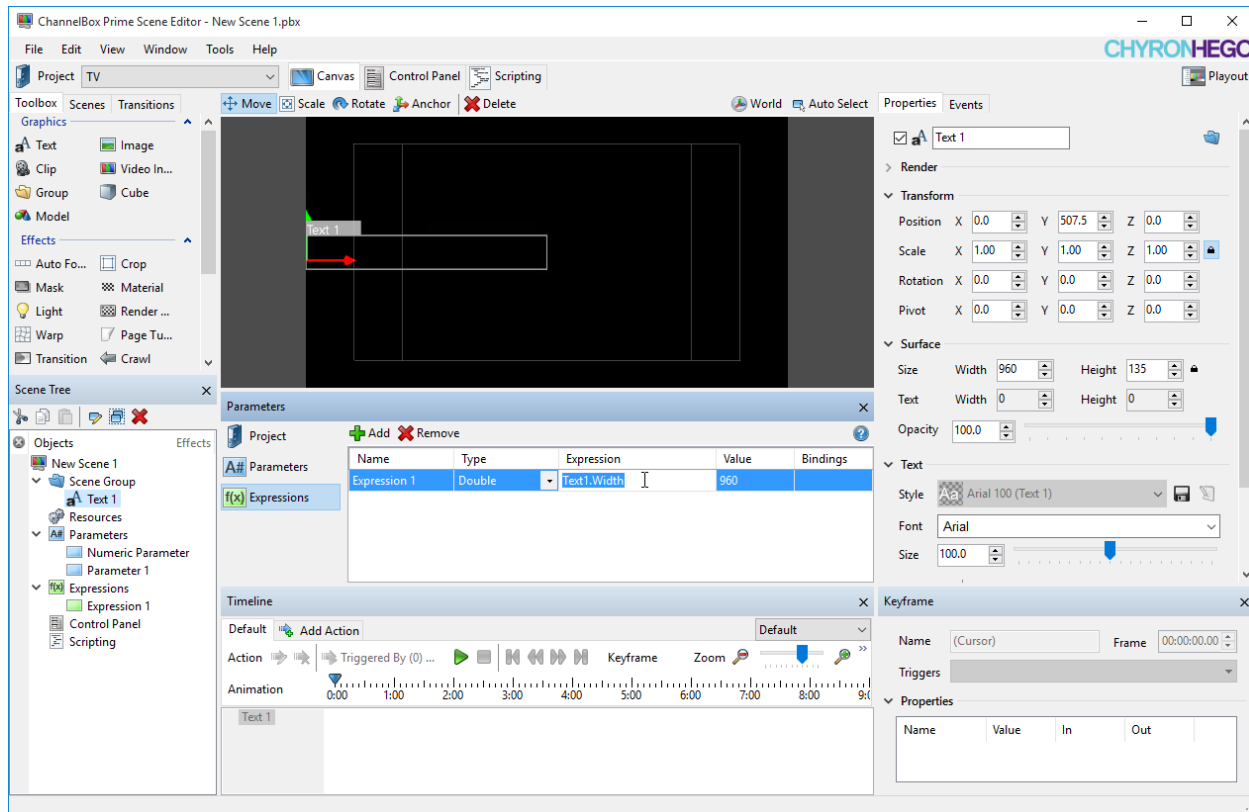 ChannelBox Prime Scene Editor - New Scene 1.pbx
File Edit View Window Tools Help
CHYRONHEGO
Project TV Canvas Control Panel Scripting Playout
Toolbox Scenes Transitions
Move Scale Rotate Anchor Delete World Auto Select
Properties Events
Graphics
Text Image
Clip Video In...
Group Cube
Model
Effects
Auto Fo... Crop
Mask Material
Light Render ...
Warp Page Tu...
Transition Crawl
Text 1
Text 1
Render
Transform
Position X 0.0 Y 507.5 Z 0.0
Scale X 1.00 Y 1.00 Z 1.00
Rotation X 0.0 Y 0.0 Z 0.0
Pivot X 0.0 Y 0.0 Z 0.0
Surface
Size Width 960 Height 135
Text Width 0 Height 0
Opacity 100.0
Text
Style Aa Arial 100 (Text 1)
Font Arial
Size 100.0
Scene Tree
Objects Effects
New Scene 1
Scene Group
Text 1
Resources
Parameters
Numeric Parameter
Parameter 1
Expressions
Expression 1
Control Panel
Scripting
Parameters
Project
A# Parameters
f(x) Expressions
Add Remove
Name Type Expression Value Bindings
Expression 1 Double Text1.Width 960
Timeline
Default Add Action Default
Action Triggered By (0) ... Keyframe Zoom
Animation 0:00 1:00 2:00 3:00 4:00 5:00 6:00 7:00 8:00 9:0
Text 1
Keyframe
Name (Cursor) Frame 00:00:00.00
Triggers
Properties
Name Value In Out